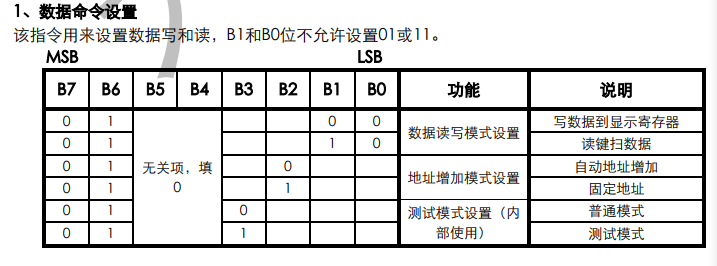 1、数据命令设置
该指令用来设置数据写和读，B1和B0位不允许设置01或11。
MSB LSB
B7 B6 B5 B4 B3 B2 B1 B0 功能 说明
0 1 无关项，填0 0 0 数据读写模式设置 写数据到显示寄存器
0 1 1 0 读键扫数据
0 1 0 地址增加模式设置 自动地址增加
0 1 1 固定地址
0 1 0 测试模式设置（内部使用） 普通模式
0 1 1 测试模式